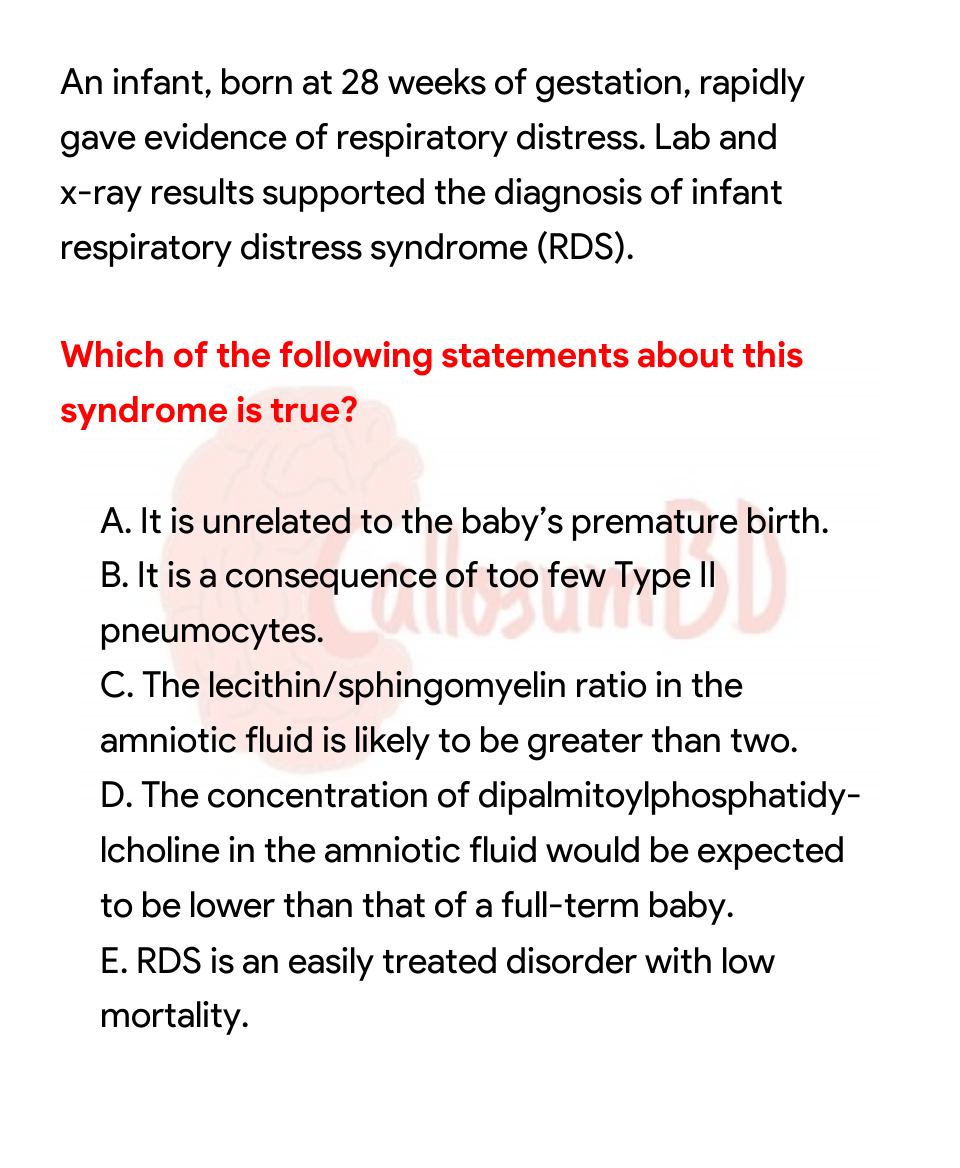 An infant, born at 28 weeks of gestation, rapidly
gave evidence of respiratory distress. Lab and
x-ray results supported the diagnosis of infant
respiratory distress syndrome (RDS).
Which of the following statements about this
syndrome is true?
A. It is unrelated to the baby's premature birth.
B. It is a consequence of too few Type II
pneumocytes.
CallosumBD
C. The lecithin/sphingomyelin ratio in the
amniotic fluid is likely to be greater than two.
D. The concentration of dipalmitoylphosphatidy-
lcholine in the amniotic fluid would be expected
to be lower than that of a full-term baby.
E. RDS is an easily treated disorder with low
mortality.